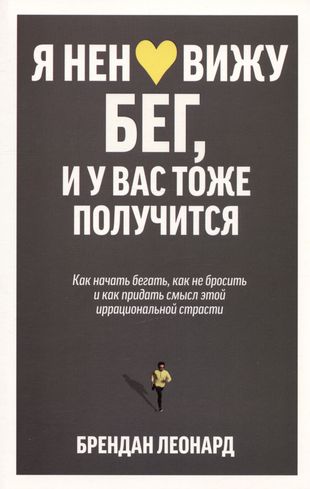 Я НЕН💛ВИЖУ
БЕГ,
И У ВАС ТОЖЕ
ПОЛУЧИТСЯ
Как начать бегать, как не бросить
и как придать смысл этой
иррациональной страсти
БРЕНДАН ЛЕОНАРД